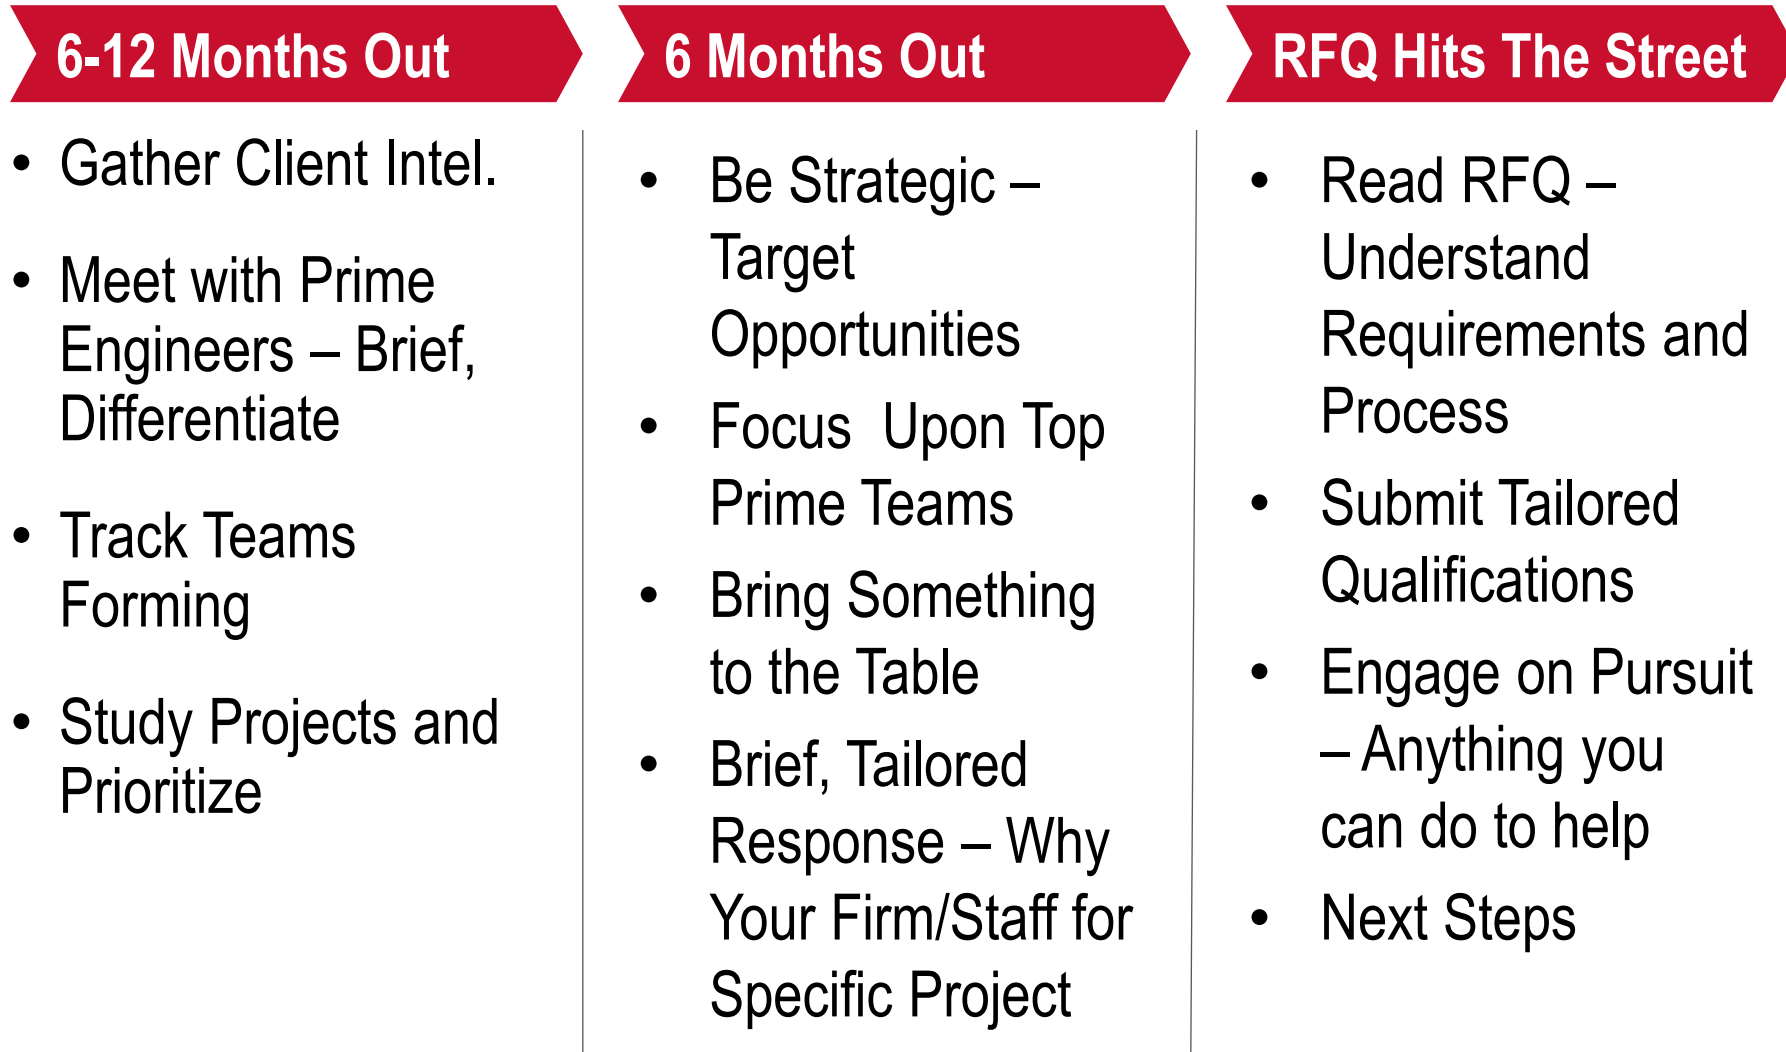 6-12 Months Out
• Gather Client Intel.
• Meet with Prime
Engineers – Brief,
Differentiate
• Track Teams
Forming
• Study Projects and
Prioritize
6 Months Out
• Be Strategic –
Target
Opportunities
• Focus  Upon Top
Prime Teams
• Bring Something
to the Table
• Brief, Tailored
Response – Why
Your Firm/Staff for
Specific Project
RFQ Hits The Street
• Read RFQ –
Understand
Requirements and
Process
• Submit Tailored
Qualifications
• Engage on Pursuit
– Anything you
can do to help
• Next Steps